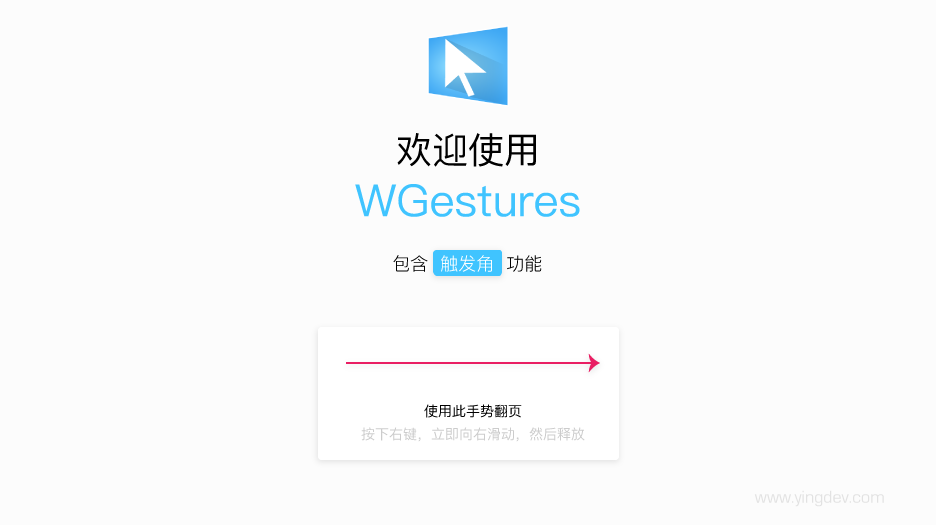 欢迎使用
WGestures
包含 触发角 功能
使用此手势翻页
按下右键，立即向右滑动，然后释放
www.yingdev.com